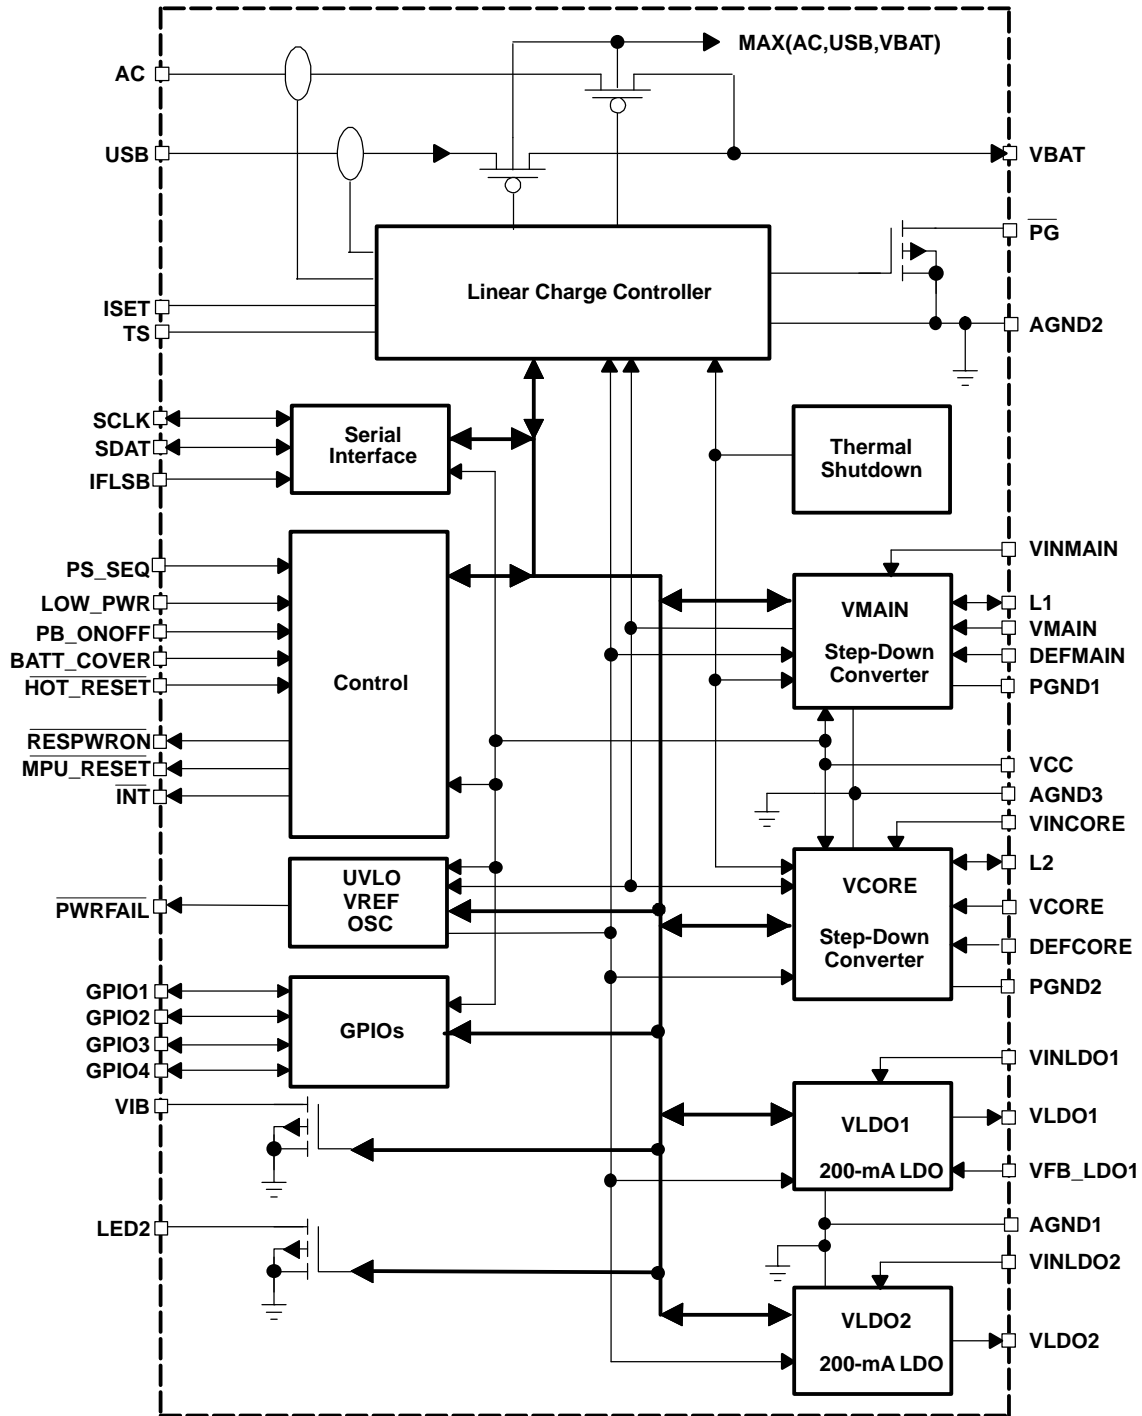 MAX(AC,USB,VBAT)
AC
USB
VBAT
PG
Linear Charge Controller
ISET
TS
AGND2
SCLK
SDAT
IFLSB
Serial
Interface
Thermal
Shutdown
PS_SEQ
LOW_PWR
PB_ONOFF
BATT_COVER
HOT_RESET
RESPWRON
MPU_RESET
INT
Control
VINMAIN
VMAIN
Step-Down
Converter
L1
VMAIN
DEFMAIN
PGND1
VCC
AGND3
VINCORE
UVLO
VREF
OSC
PWRFAIL
VCORE
Step-Down
Converter
L2
VCORE
DEFCORE
PGND2
GPIO1
GPIO2
GPIO3
GPIO4
GPIOs
VIB
VINLDO1
VLDO1
200-mA LDO
VLDO1
VFB_LDO1
AGND1
LED2
VINLDO2
VLDO2
200-mA LDO
VLDO2